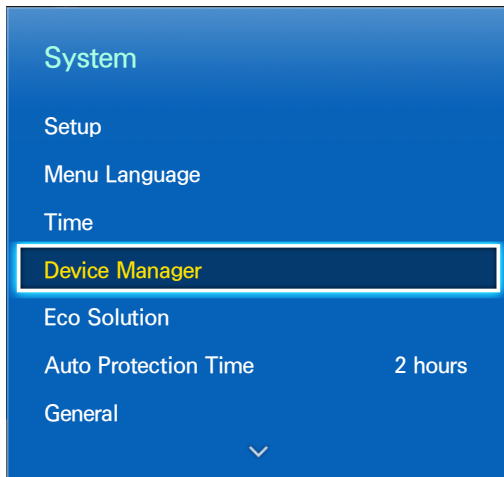 System
Setup
Menu Language
Time
Device Manager
Eco Solution
Auto Protection Time 2 hours
General